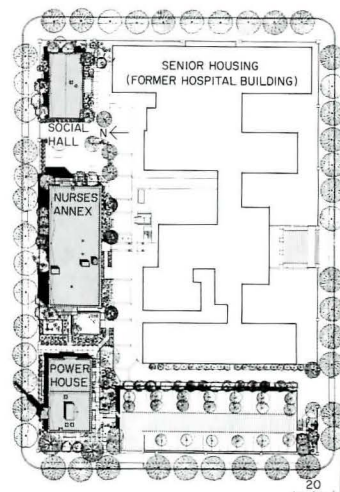 SENIOR HOUSING
(FORMER HOSPITAL BUILDING)
SOCIAL
HALL
N
NURSES
ANNEX
POWER
HOUSE
20